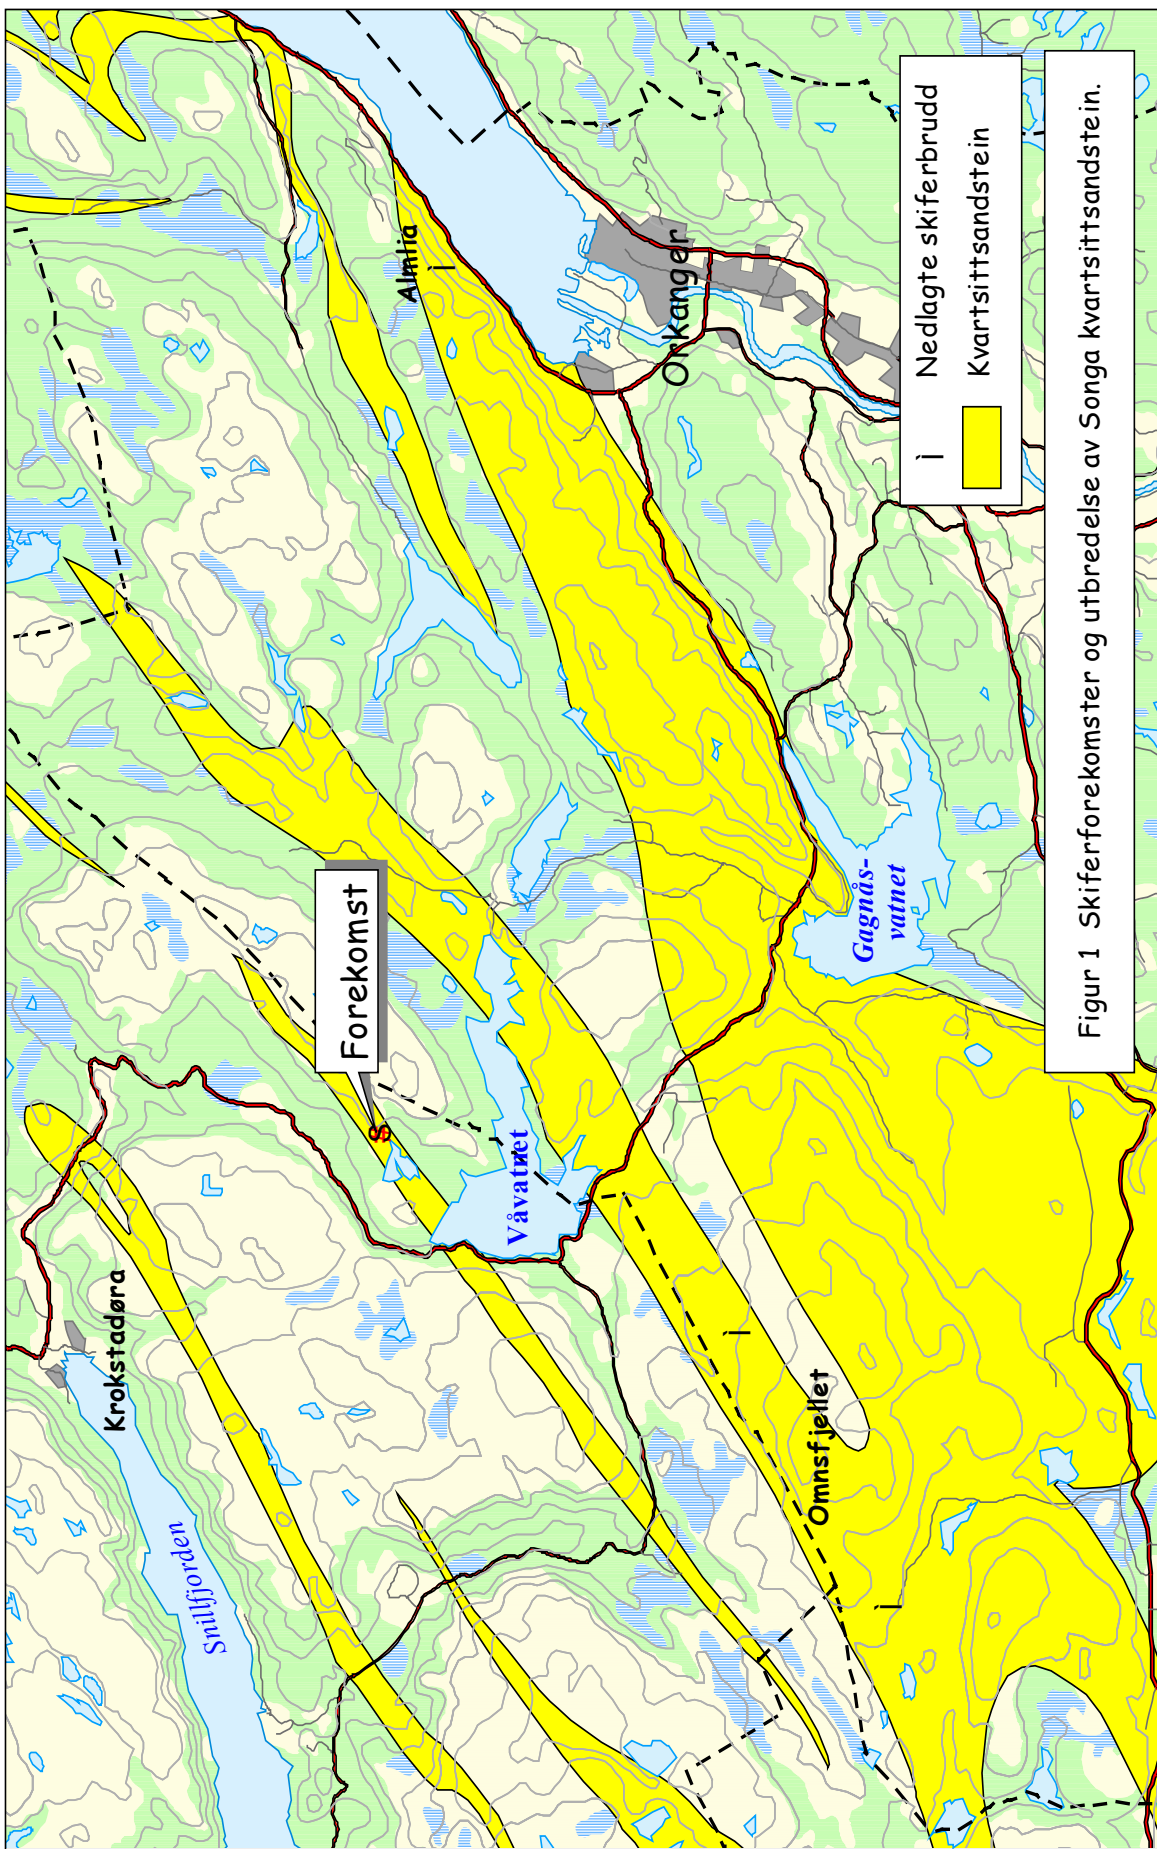 Krokstadøra
Snillfjorden
Forekomst
$
Våvatnet
Almlia
Ì
Orkanger
Gagnås-
vatnet
Ì
Omnsfjellet
Ì
Ì Nedlagte skiferbrudd
Kvartsittsandstein
Figur 1 Skiferforekomster og utbredelse av Songa kvartsittsandstein.